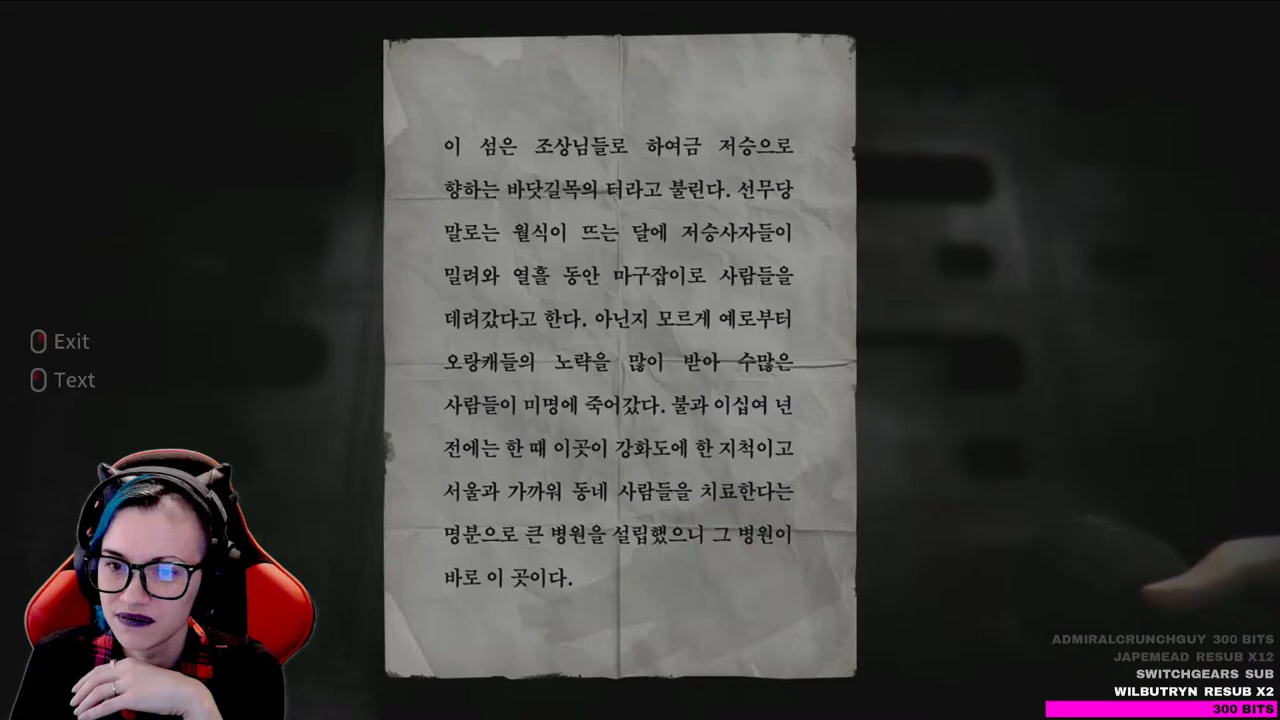 이 섬은 조상님들로 하여금 저승으로
향하는 바닷길목의 터라고 불린다. 선무당
말로는 월식이 뜨는 달에 저승사자들이
밀려와 열흘 동안 마구잡이로 사람들을
데려갔다고 한다. 아닌지 모르게 예로부터
오랑캐들의 노략을 많이 받아 수많은
사람들이 미명에 죽어갔다. 불과 이십여 년
전에는 한 때 이곳이 강화도에 한 지척이고
서울과 가까워 동네 사람들을 치료한다는
명분으로 큰 병원을 설립했으니 그 병원이
바로 이 곳이다.
Exit
Text
ADMIRALCRUNCHGUY 300 BITS
JAPEMEAD RESUB X12
SWITCHGEARS SUB
WILBUTRYN RESUB X2
300 BITS